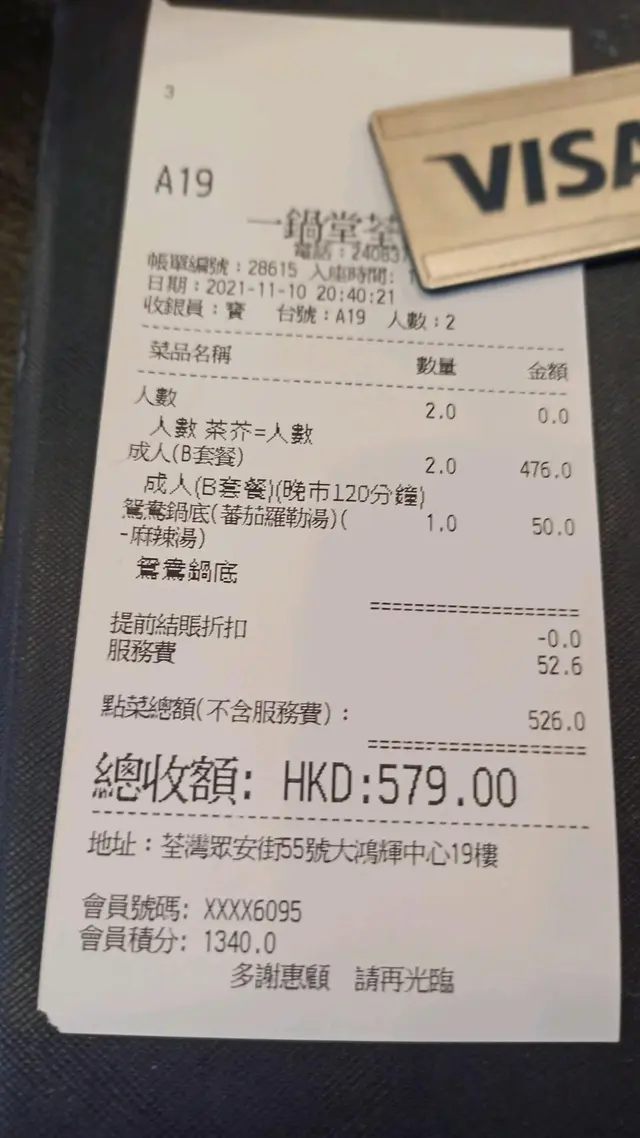 3
A19
VISA
一鍋堂荃
電話：24083
帳單編號：28615 入座時間：1
日期：2021-11-10 20:40:21
收銀員：寶 台號：A19 人數：2
菜品名稱 數量 金額
人數 2.0 0.0
人數 茶芥=人數
成人(B套餐) 2.0 476.0
成人(B套餐)(晚市120分鐘)
鴛鴦鍋底(蕃茄羅勒湯)( 1.0 50.0
-麻辣湯)
鴛鴦鍋底
提前結賬折扣 -0.0
服務費 52.6
點菜總額(不含服務費)： 526.0
總收額: HKD:579.00
地址：荃灣眾安街55號大鴻輝中心19樓
會員號碼: XXXX6095
會員積分: 1340.0
多謝惠顧 請再光臨